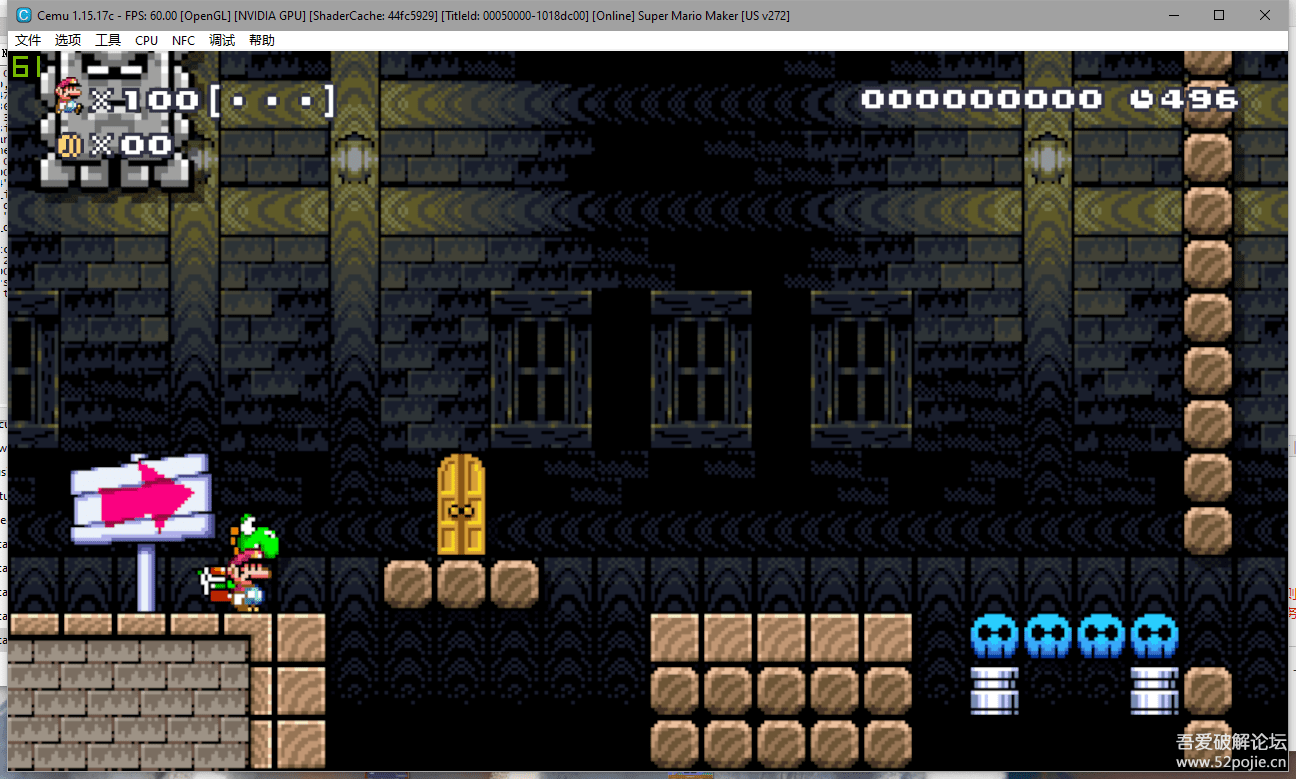 Cemu 1.15.17c - FPS: 60.00 [OpenGL] [NVIDIA GPU] [ShaderCache: 44fc5929] [TitleId: 00050000-1018dc00] [Online] Super Mario Maker [US v272]
文件 选项 工具 CPU NFC 调试 帮助
61
×100[・・・] 000000000 496
×00
吾爱破解论坛
www.52pojie.cn